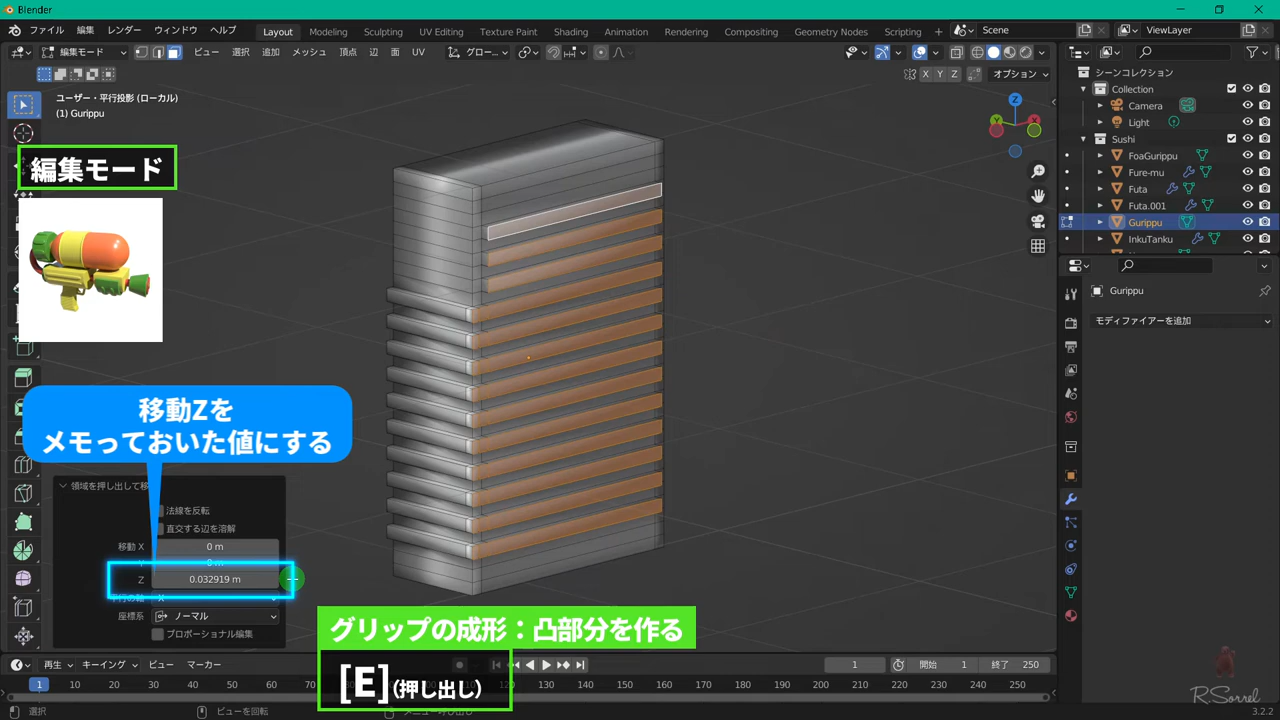 Blender
ファイル 編集 レンダー ウィンドウ ヘルプ Layout Modeling Sculpting UV Editing Texture Paint Shading Animation Rendering Compositing Geometry Nodes Scripting + Scene ViewLayer
編集モード ビュー 選択 追加 メッシュ 頂点 辺 面 UV グロー...
X Y Z オプション
シーンコレクション
Collection
Camera
Light
Sushi
FoaGurippu
Fure-mu
Futa
Futa.001
Gurippu
InkuTanku
Gurippu
モディファイアーを追加
ユーザー・平行投影 (ローカル)
(1) Gurippu
Z
編集モード
移動Zを
メモっておいた値にする
領域を押し出して移
法線を反転
直交する辺を溶解
移動 X 0 m
Z 0.032919 m
座標系 ノーマル
プロポーショナル編集
グリップの成形：凸部分を作る
[E](押し出し)
再生 キーイング ビュー マーカー 1 開始 1 終了 250
1 10 20 30 40 50 60 70 80 90 100 120 130 140 150 160 170 180 190 200 210 220 230 240 250
選択 ビューを回転 3.2.2
R.Sorrel